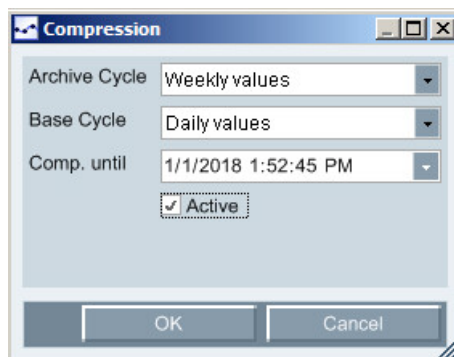 Compression
Archive Cycle Weekly values
Base Cycle Daily values
Comp. until 1/1/2018 1:52:45 PM
Active
OK Cancel